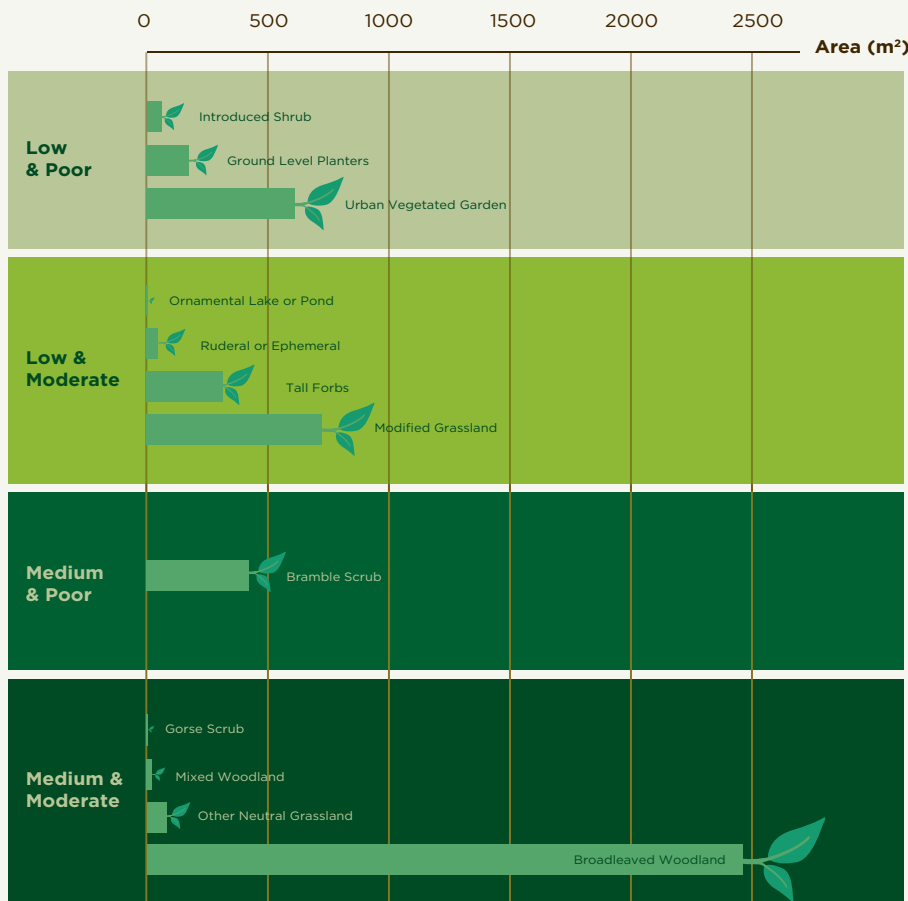 0 500 1000 1500 2000 2500
Area (m²)
Low
& Poor
Introduced Shrub
Ground Level Planters
Urban Vegetated Garden
Low &
Moderate
Ornamental Lake or Pond
Ruderal or Ephemeral
Tall Forbs
Modified Grassland
Medium
& Poor
Bramble Scrub
Medium &
Moderate
Gorse Scrub
Mixed Woodland
Other Neutral Grassland
Broadleaved Woodland